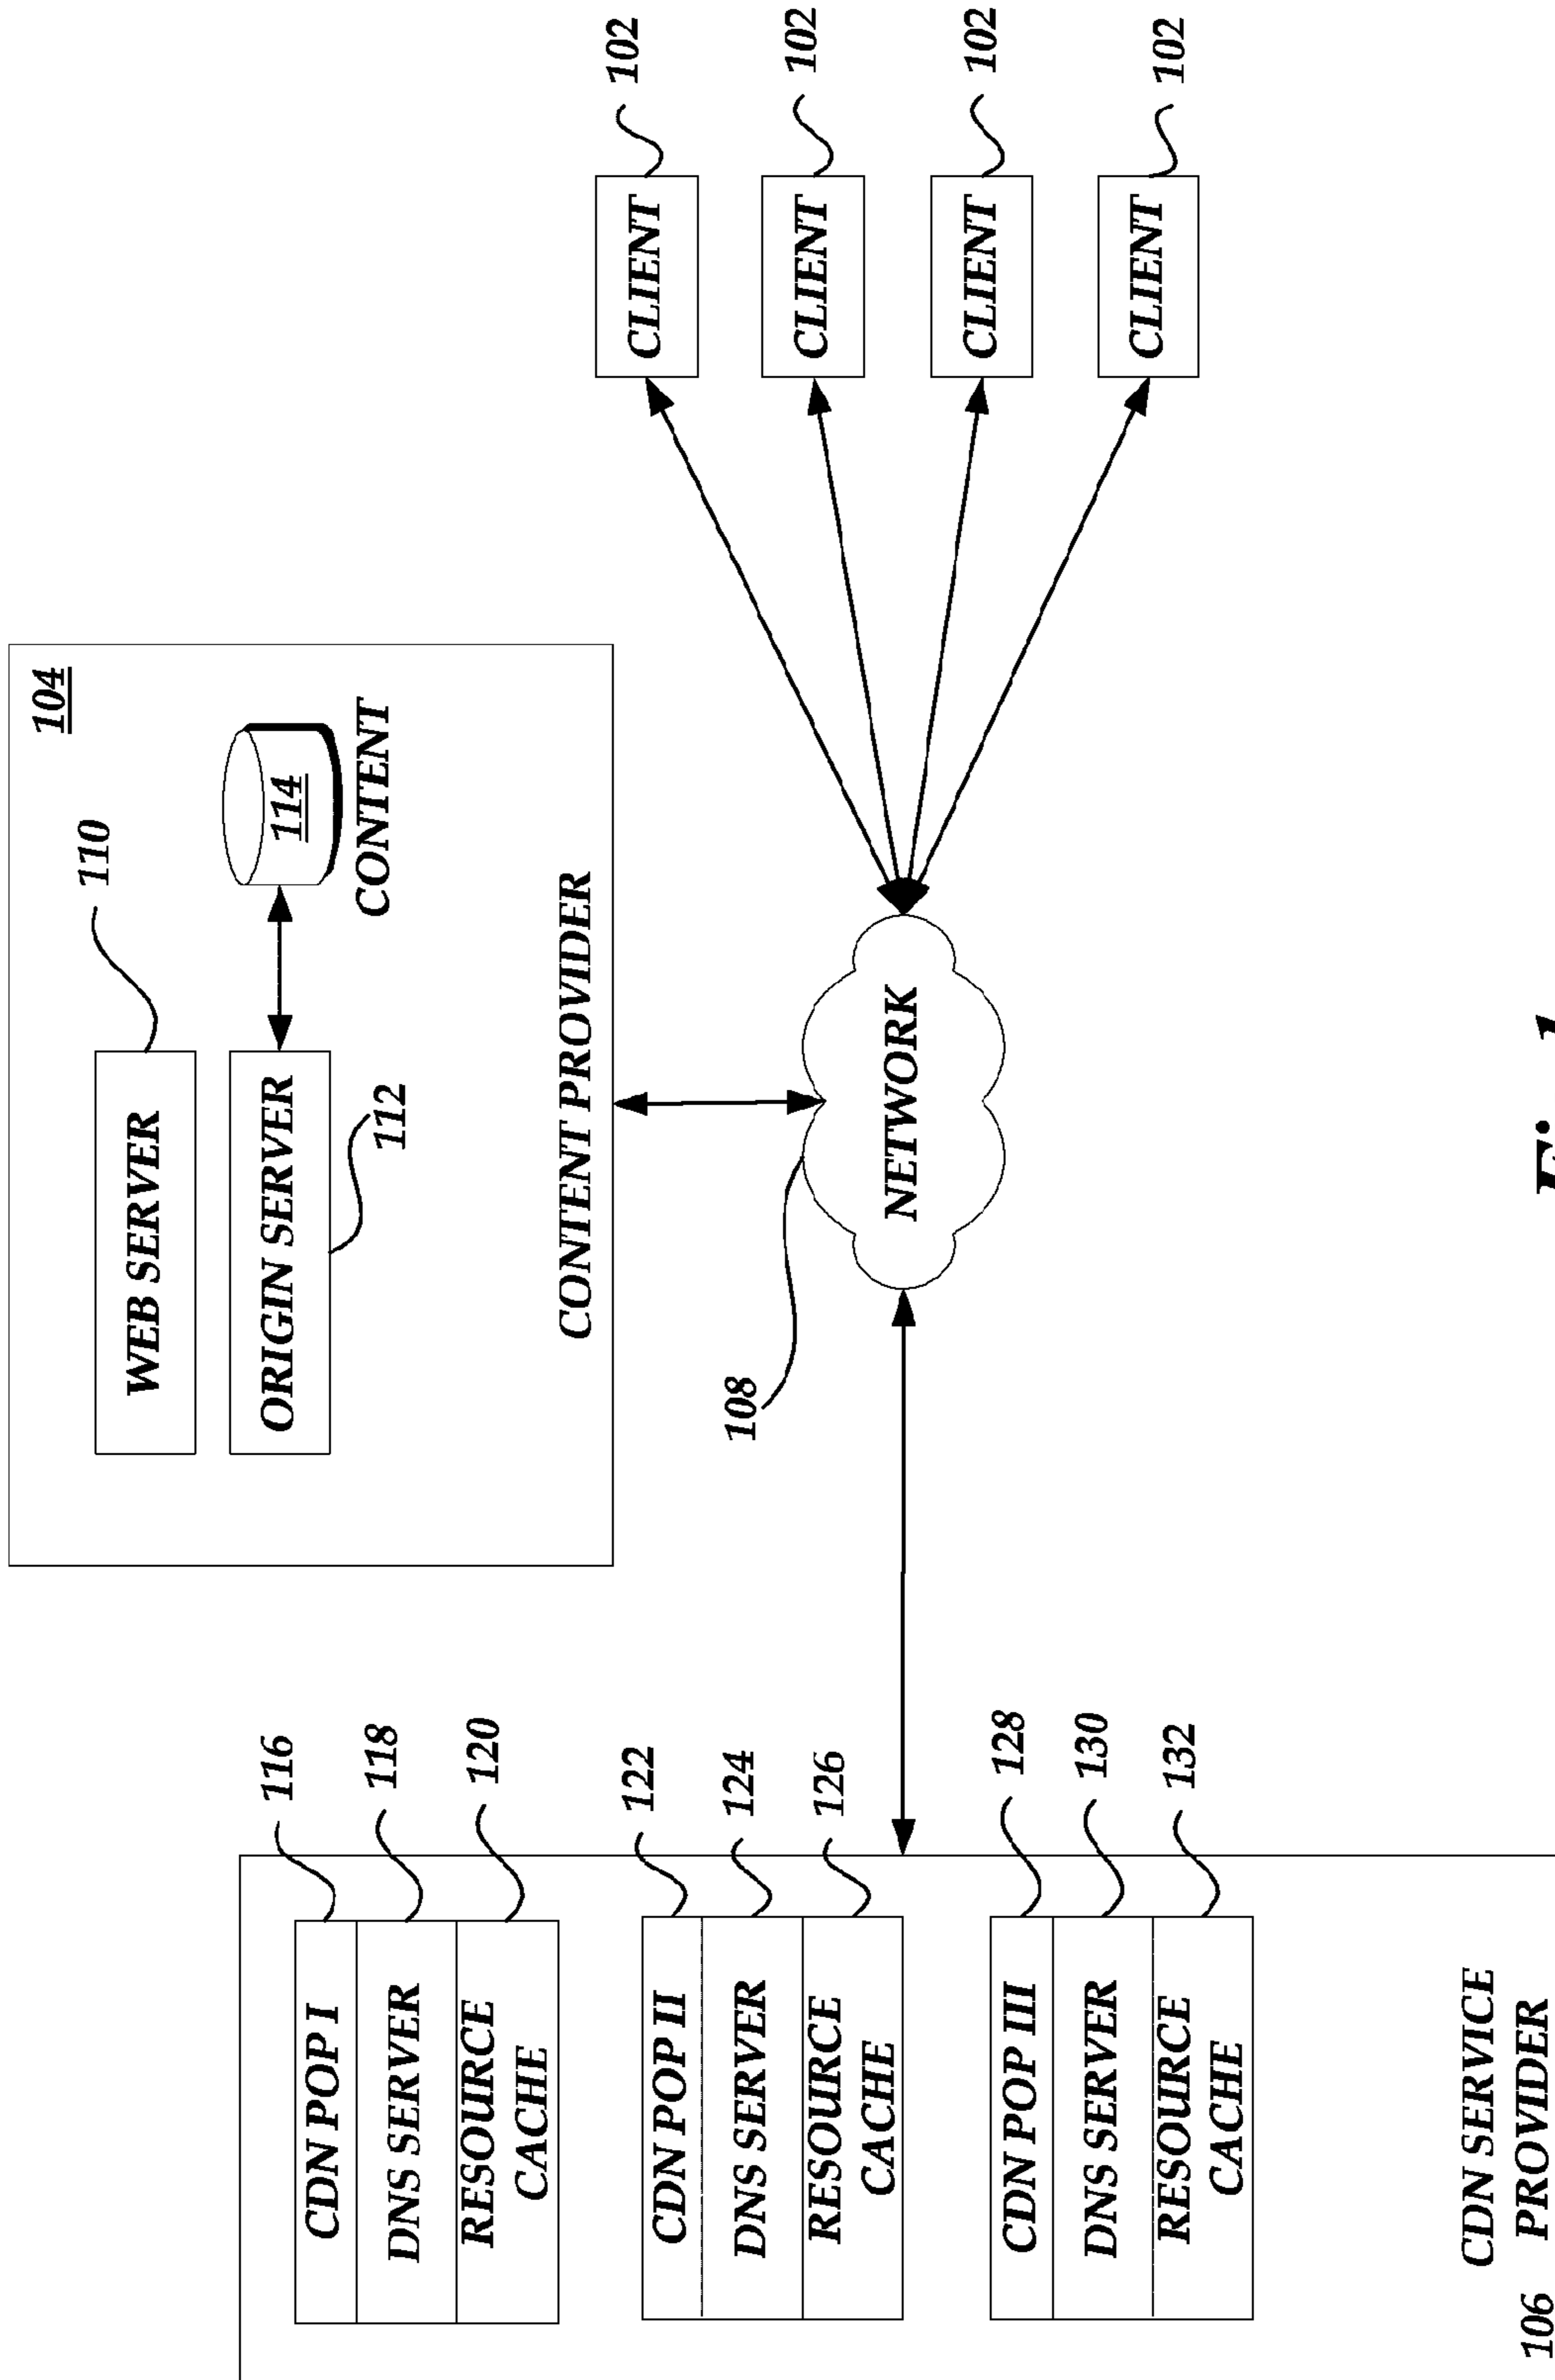 104
110
WEB SERVER
ORIGIN SERVER
112
114
CONTENT
CONTENT PROVIDER
116
CDN POP I
118
DNS SERVER
120
RESOURCE
CACHE
122
CDN POP II
124
DNS SERVER
126
RESOURCE
CACHE
128
CDN POP III
130
DNS SERVER
132
RESOURCE
CACHE
CDN SERVICE
106 PROVIDER
108
NETWORK
CLIENT
102
CLIENT
102
CLIENT
102
CLIENT
102